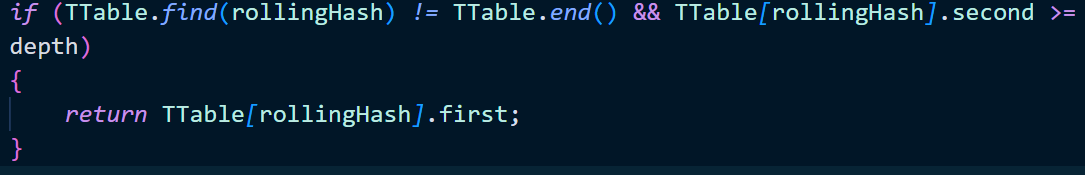 if (TTable.find(rollingHash) != TTable.end() && TTable[rollingHash].second >=
depth)
{
    return TTable[rollingHash].first;
}